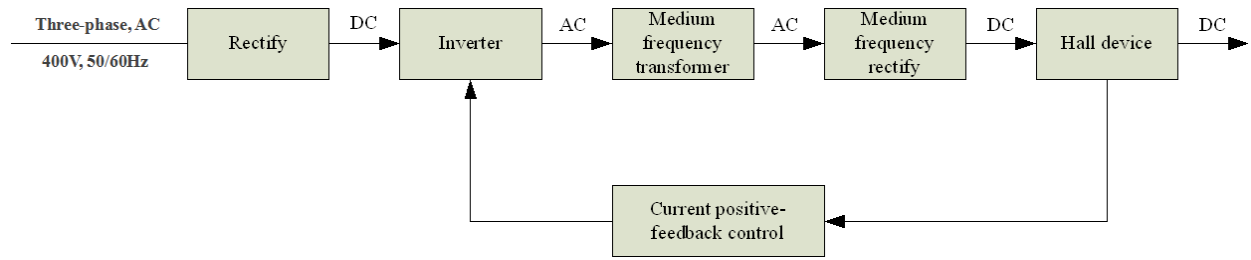 Three-phase, AC
400V, 50/60Hz
Rectify
DC
Inverter
AC
Medium
frequency
transformer
AC
Medium
frequency
rectify
DC
Hall device
DC
Current positive-
feedback control